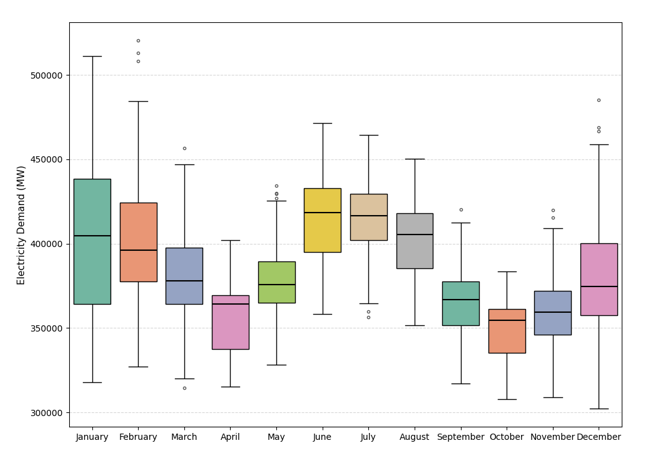 Electricity Demand (MW)
500000
450000
400000
350000
300000
January February March April May June July August September October November December